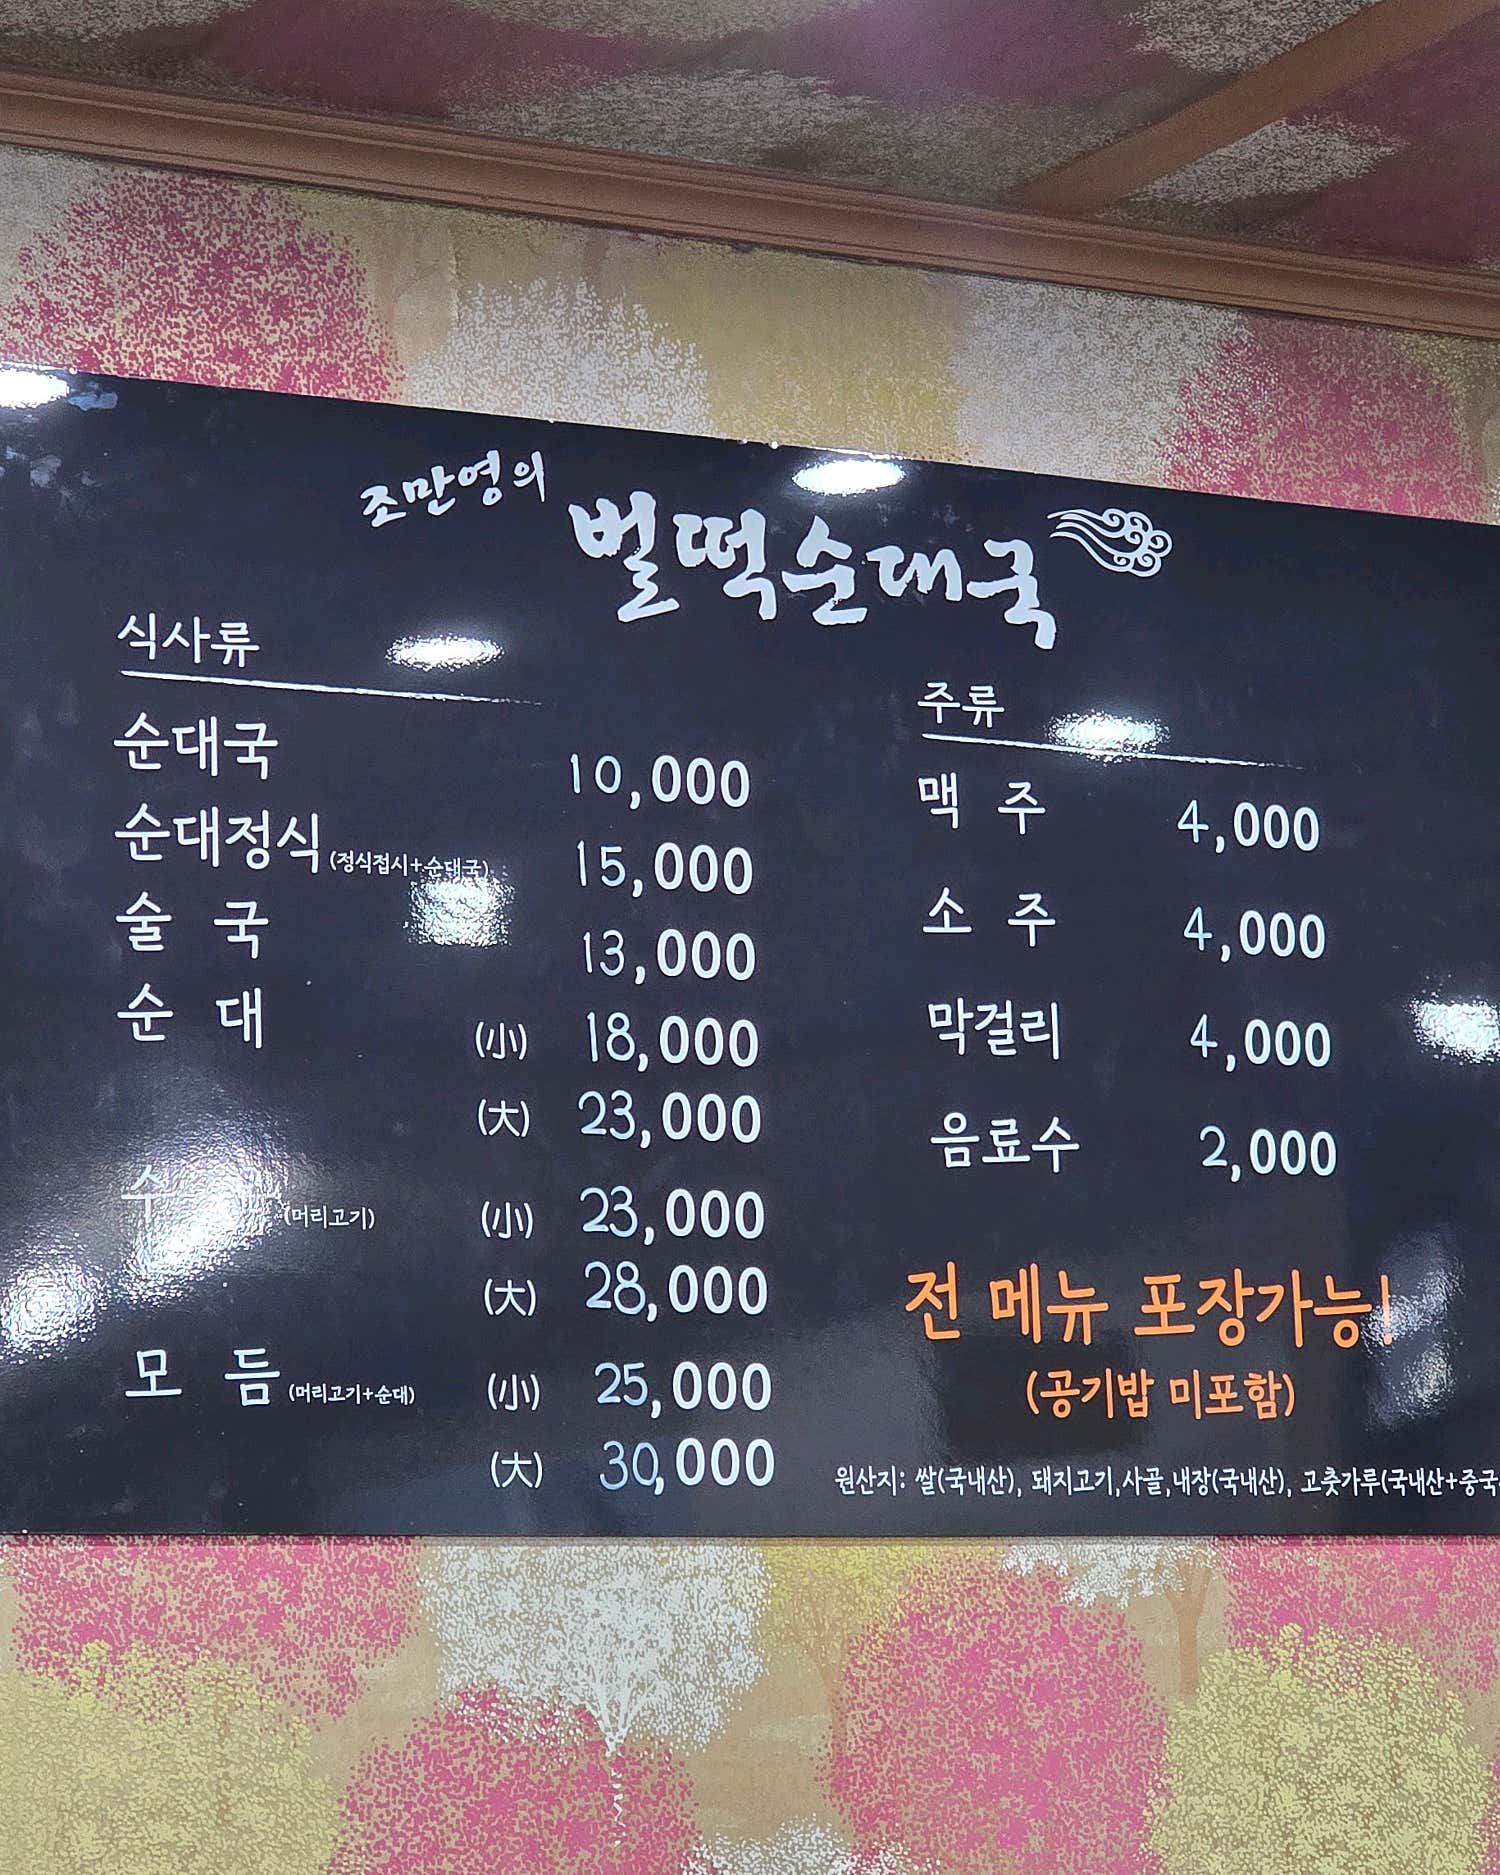 조만영의
벌떡순대국
식사류
순대국 10,000
순대정식 (정식접시+순대국) 15,000
술 국 13,000
순 대 (小) 18,000
(大) 23,000
(머리고기) (小) 23,000
(大) 28,000
모 듬 (머리고기+순대) (小) 25,000
(大) 30,000
주류
맥 주 4,000
소 주 4,000
막걸리 4,000
음료수 2,000
전 메뉴 포장가능!
(공기밥 미포함)
원산지: 쌀(국내산), 돼지고기,사골,내장(국내산), 고춧가루(국내산+중국